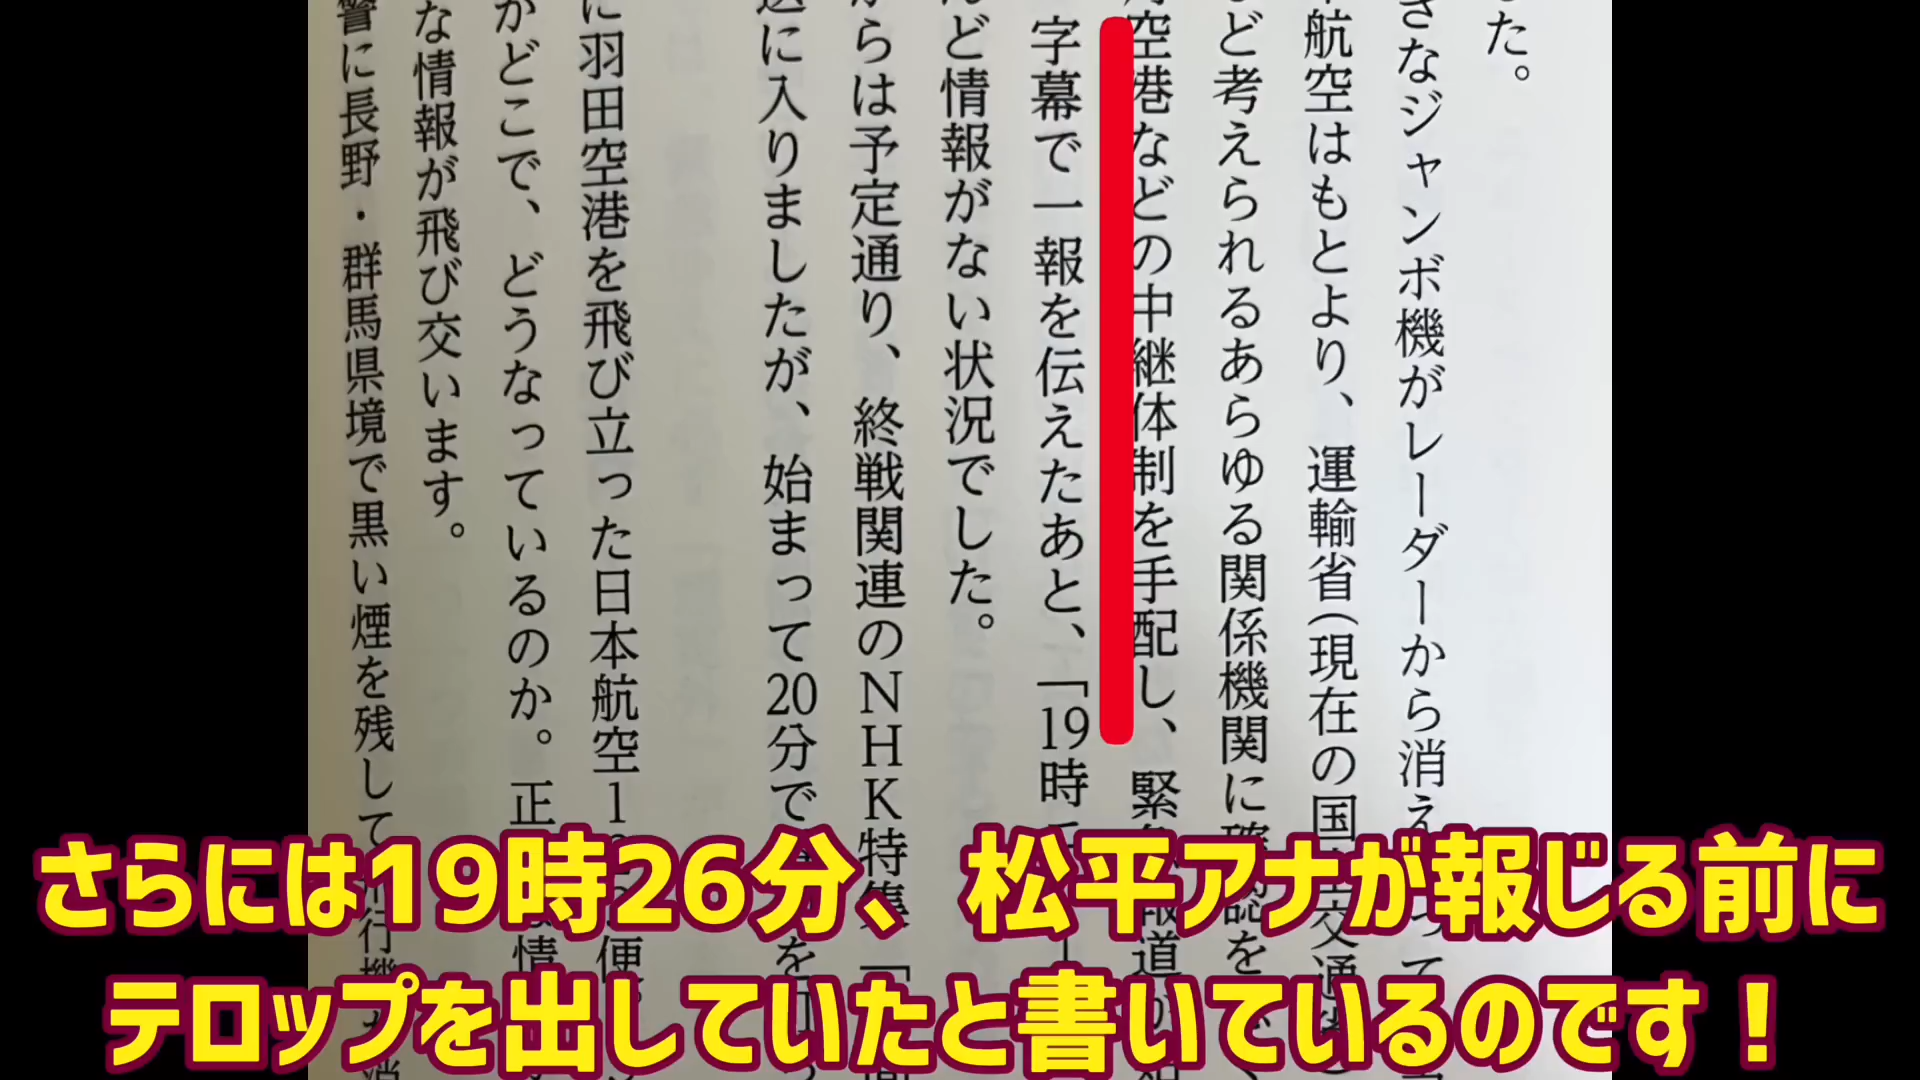 した。
きなジャンボ機がレーダーから消え
航空はもとより、運輸省（現在の国
ど考えられるあらゆる関係機関に
空港などの中継体制を手配し、緊
字幕で一報を伝えたあと、「19時
ど情報がない状況でした。
からは予定通り、終戦関連のＮＨＫ特集「
送に入りましたが、始まって20分で
に羽田空港を飛び立った日本航空1
がどこで、どうなっているのか。正
な情報が飛び交います。
警に長野・群馬県境で黒い煙を残して
さらには19時26分、松平アナが報じる前に
テロップを出していたと書いているのです！